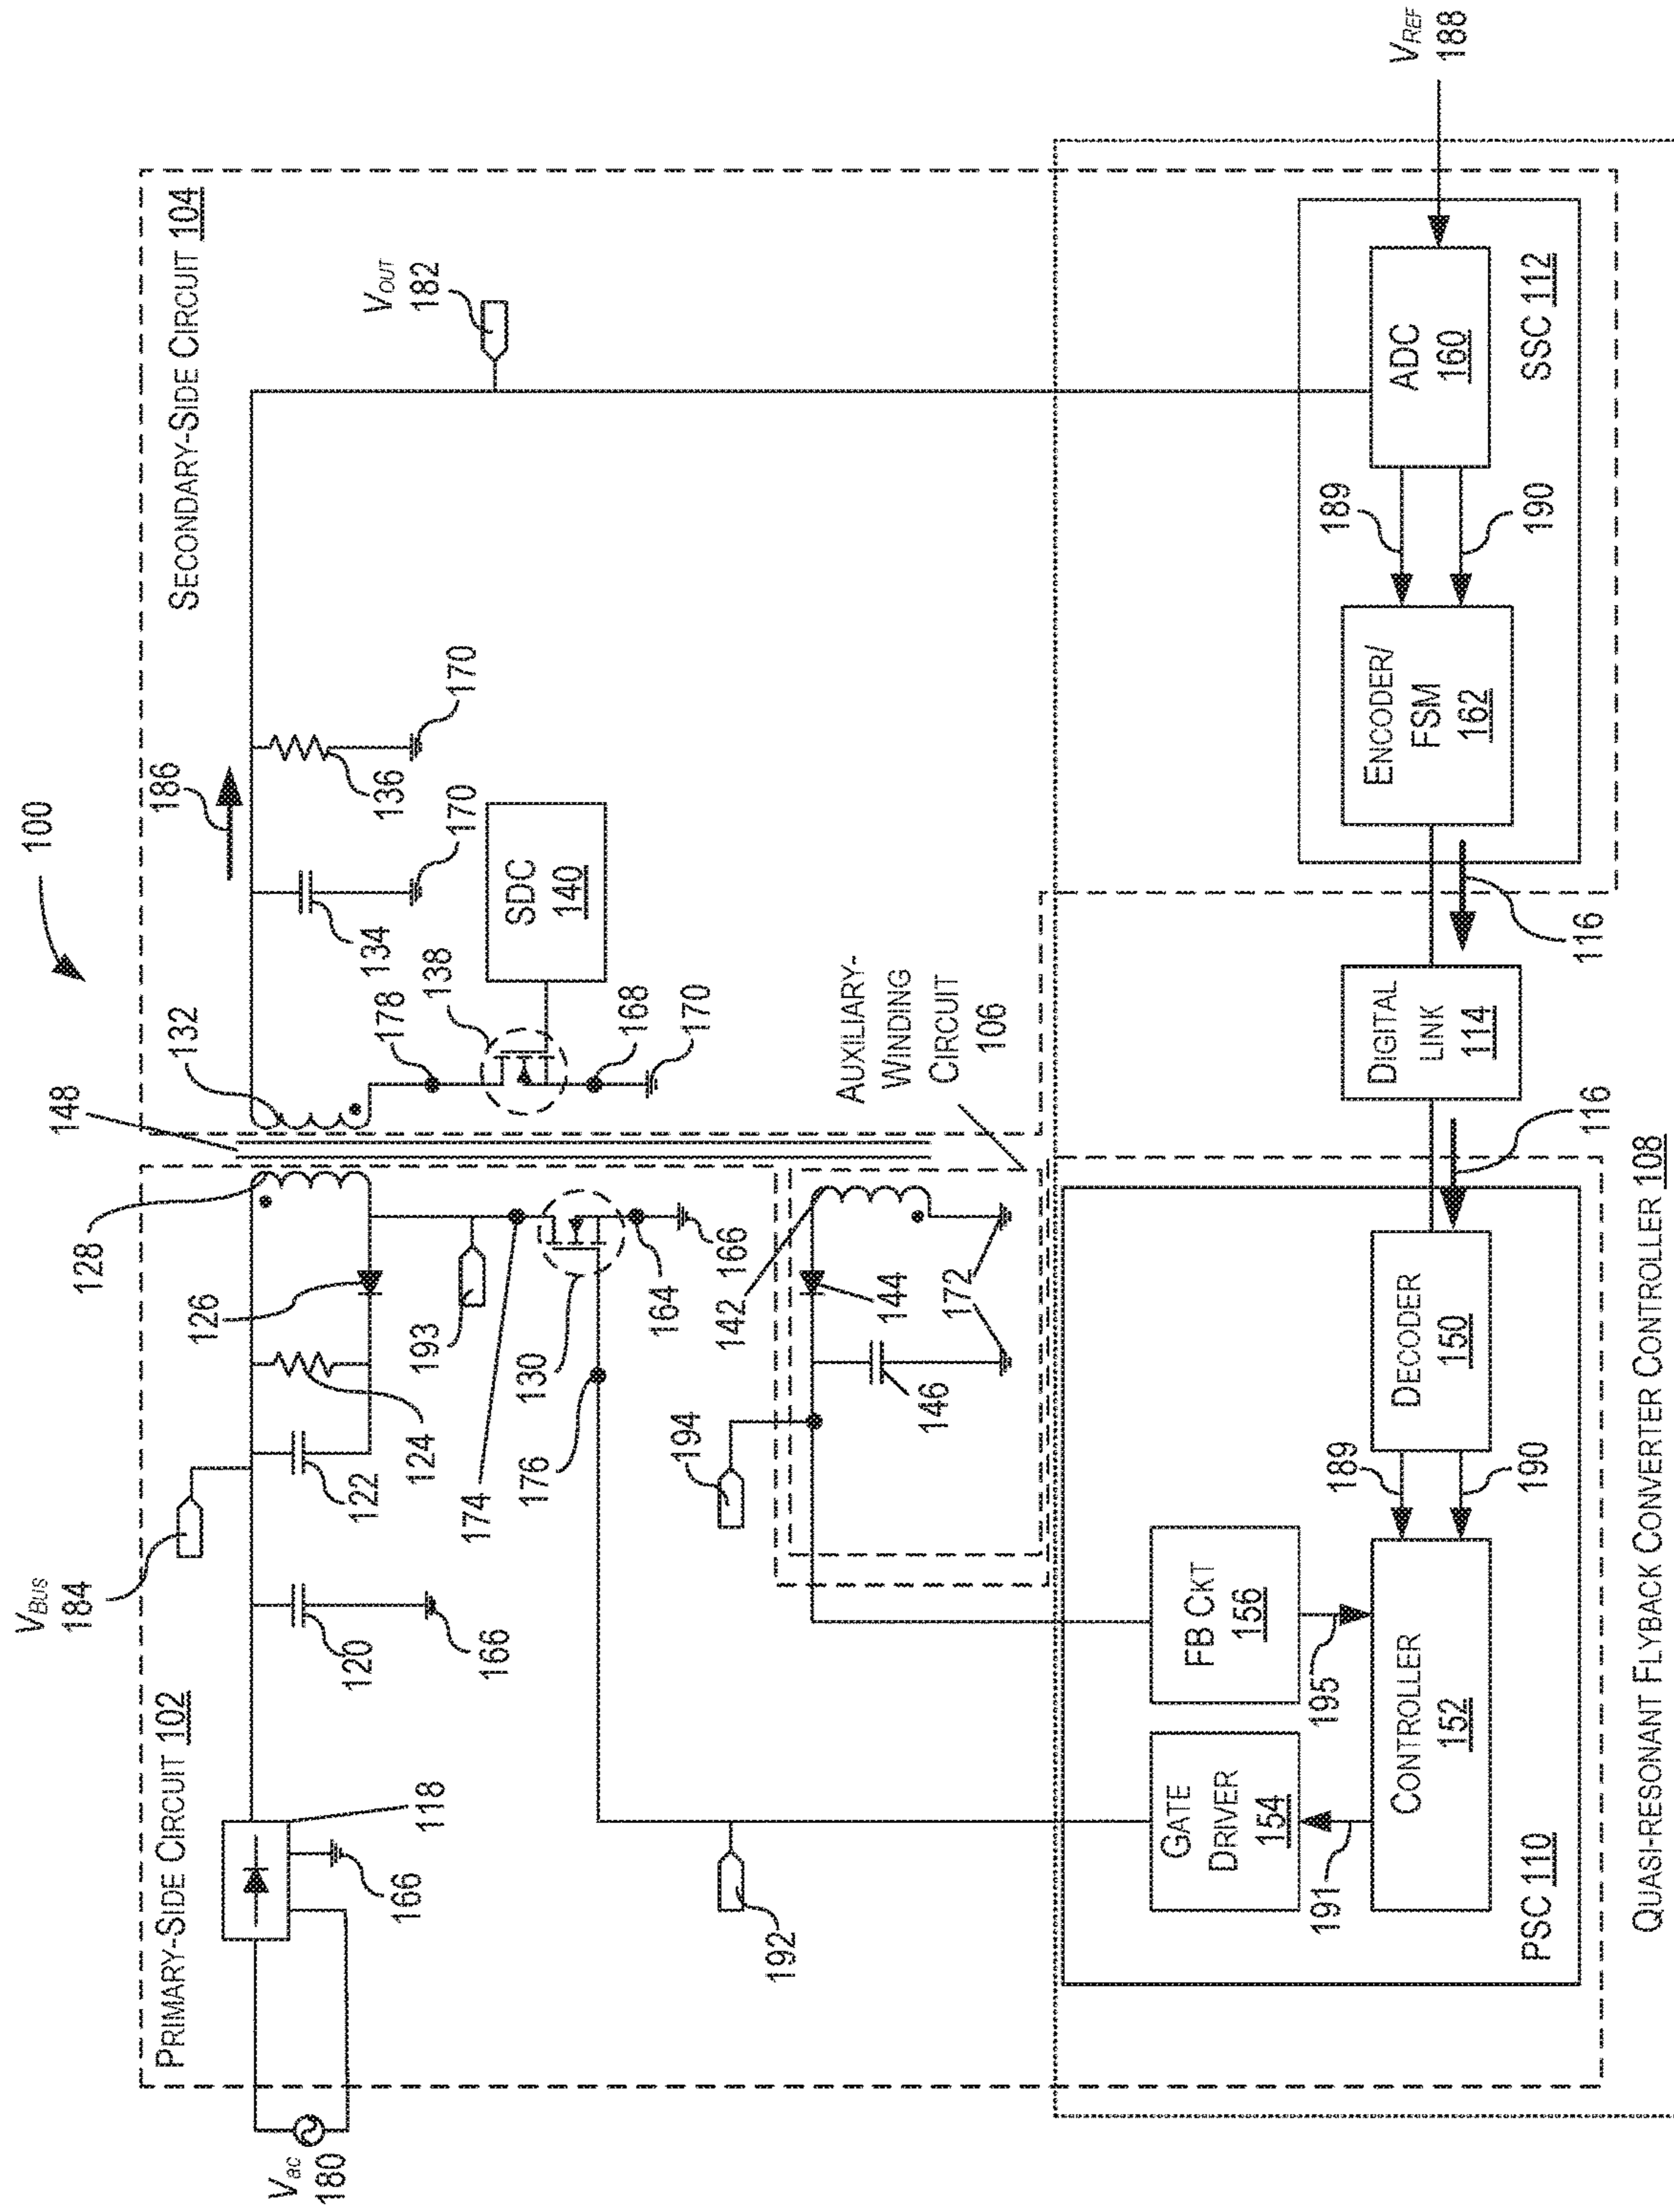 100
PRIMARY-SIDE CIRCUIT 102
SECONDARY-SIDE CIRCUIT 104
Vac
180
118
166
VBUS
184
120
166
122
124
126
128
148
132
178
138
168
170
SDC
140
134
170
186
136
170
VOUT
182
193
174
130
176
164
166
192
194
142
144
146
172
AUXILIARY-
WINDING
CIRCUIT
106
GATE
DRIVER
154
FB CKT
156
191
195
CONTROLLER
152
189
190
DECODER
150
PSC 110
116
DIGITAL
LINK
114
116
ENCODER/
FSM
162
189
190
ADC
160
SSC 112
VREF
188
QUASI-RESONANT FLYBACK CONVERTER CONTROLLER 108